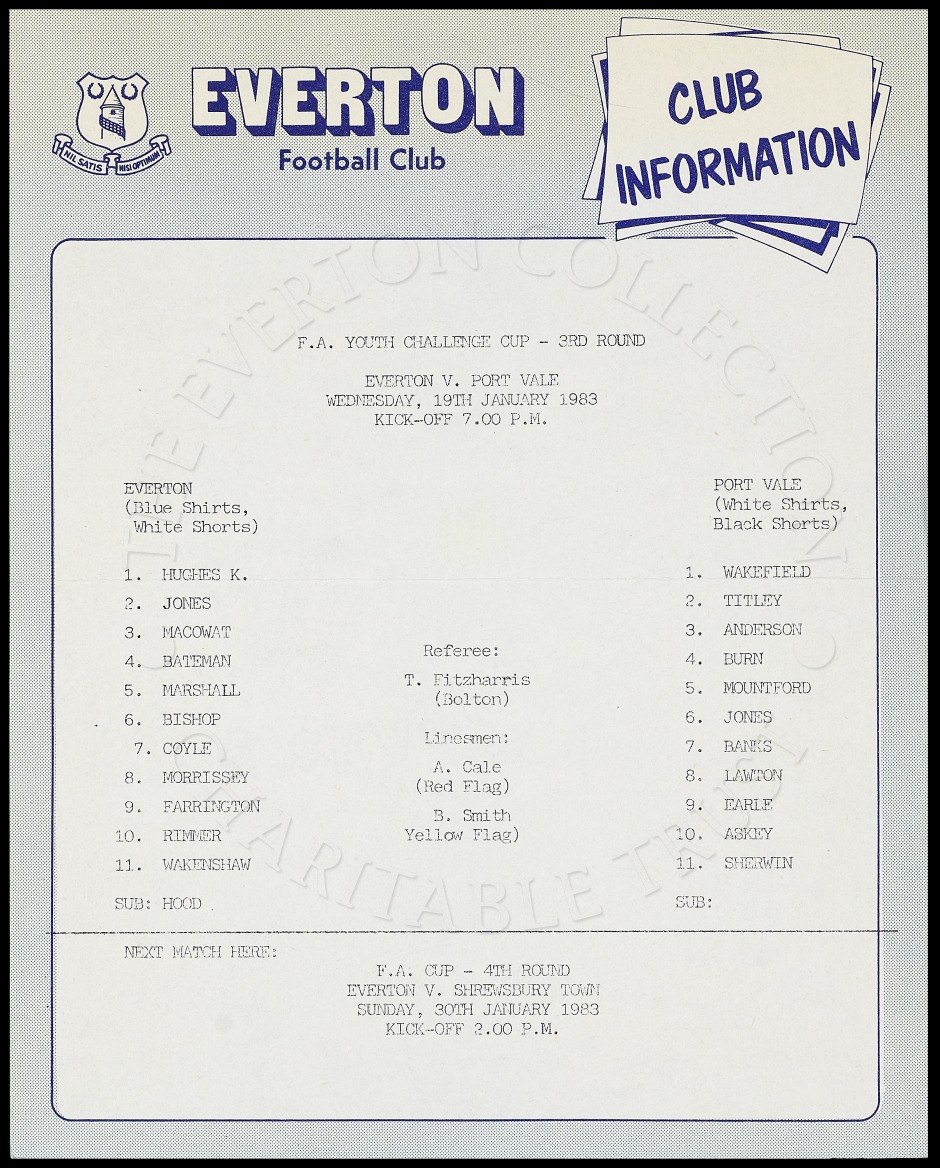 EVERTON
Football Club
NIL SATIS NISI OPTIMUM
CLUB
INFORMATION
F.A. YOUTH CHALLENGE CUP - 3RD ROUND
EVERTON V. PORT VALE
WEDNESDAY, 19TH JANUARY 1983
KICK-OFF 7.00 P.M.
EVERTON
(Blue Shirts,
White Shorts)
1. HUGHES K.
2. JONES
3. MACOWAT
4. BATEMAN
5. MARSHALL
6. BISHOP
7. COYLE
8. MORRISSEY
9. FARRINGTON
10. RIMMER
11. WAKENSHAW
SUB: HOOD
Referee:
T. Fitzharris
(Bolton)
Linesmen:
A. Cale
(Red Flag)
B. Smith
Yellow Flag)
PORT VALE
(White Shirts,
Black Shorts)
1. WAKEFIELD
2. TITLEY
3. ANDERSON
4. BURN
5. MOUNTFORD
6. JONES
7. BANKS
8. LAWTON
9. EARLE
10. ASKEY
11. SHERWIN
SUB:
NEXT MATCH HERE:
F.A. CUP - 4TH ROUND
EVERTON V. SHREWSBURY TOWN
SUNDAY, 30TH JANUARY 1983
KICK-OFF 2.00 P.M.
THE EVERTON COLLECTION
CHARITABLE TRUST